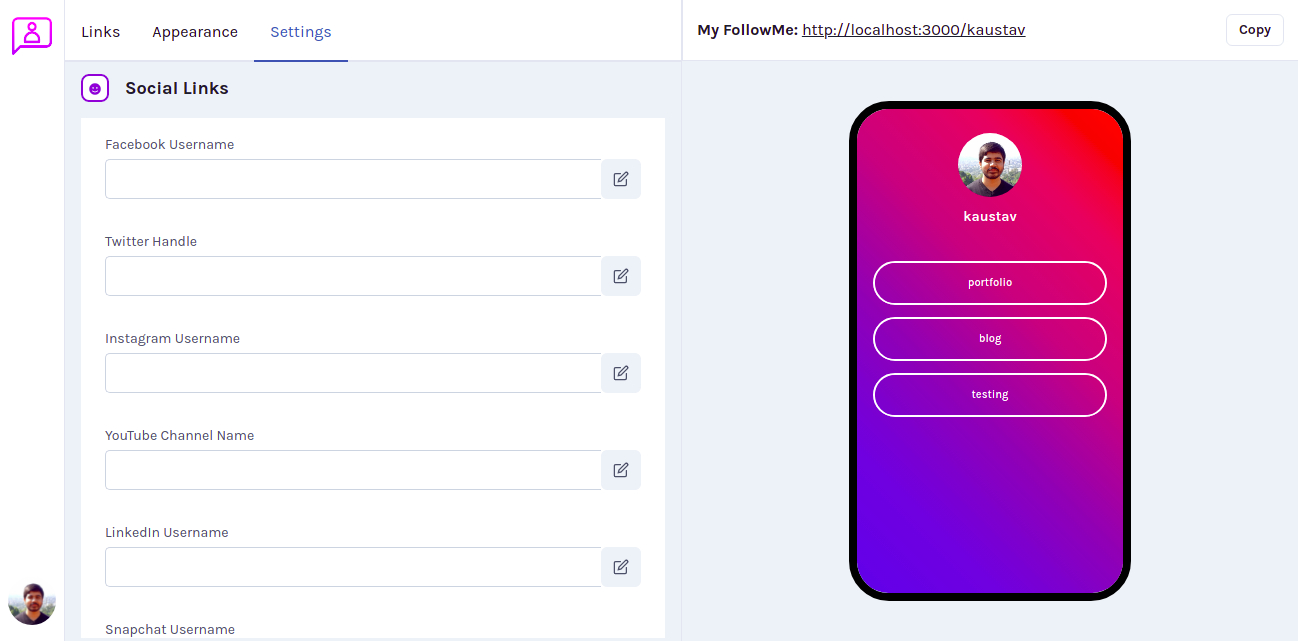 Links Appearance Settings
My FollowMe: http://localhost:3000/kaustav
Copy
Social Links
Facebook Username
Twitter Handle
Instagram Username
YouTube Channel Name
LinkedIn Username
Snapchat Username
kaustav
portfolio
blog
testing